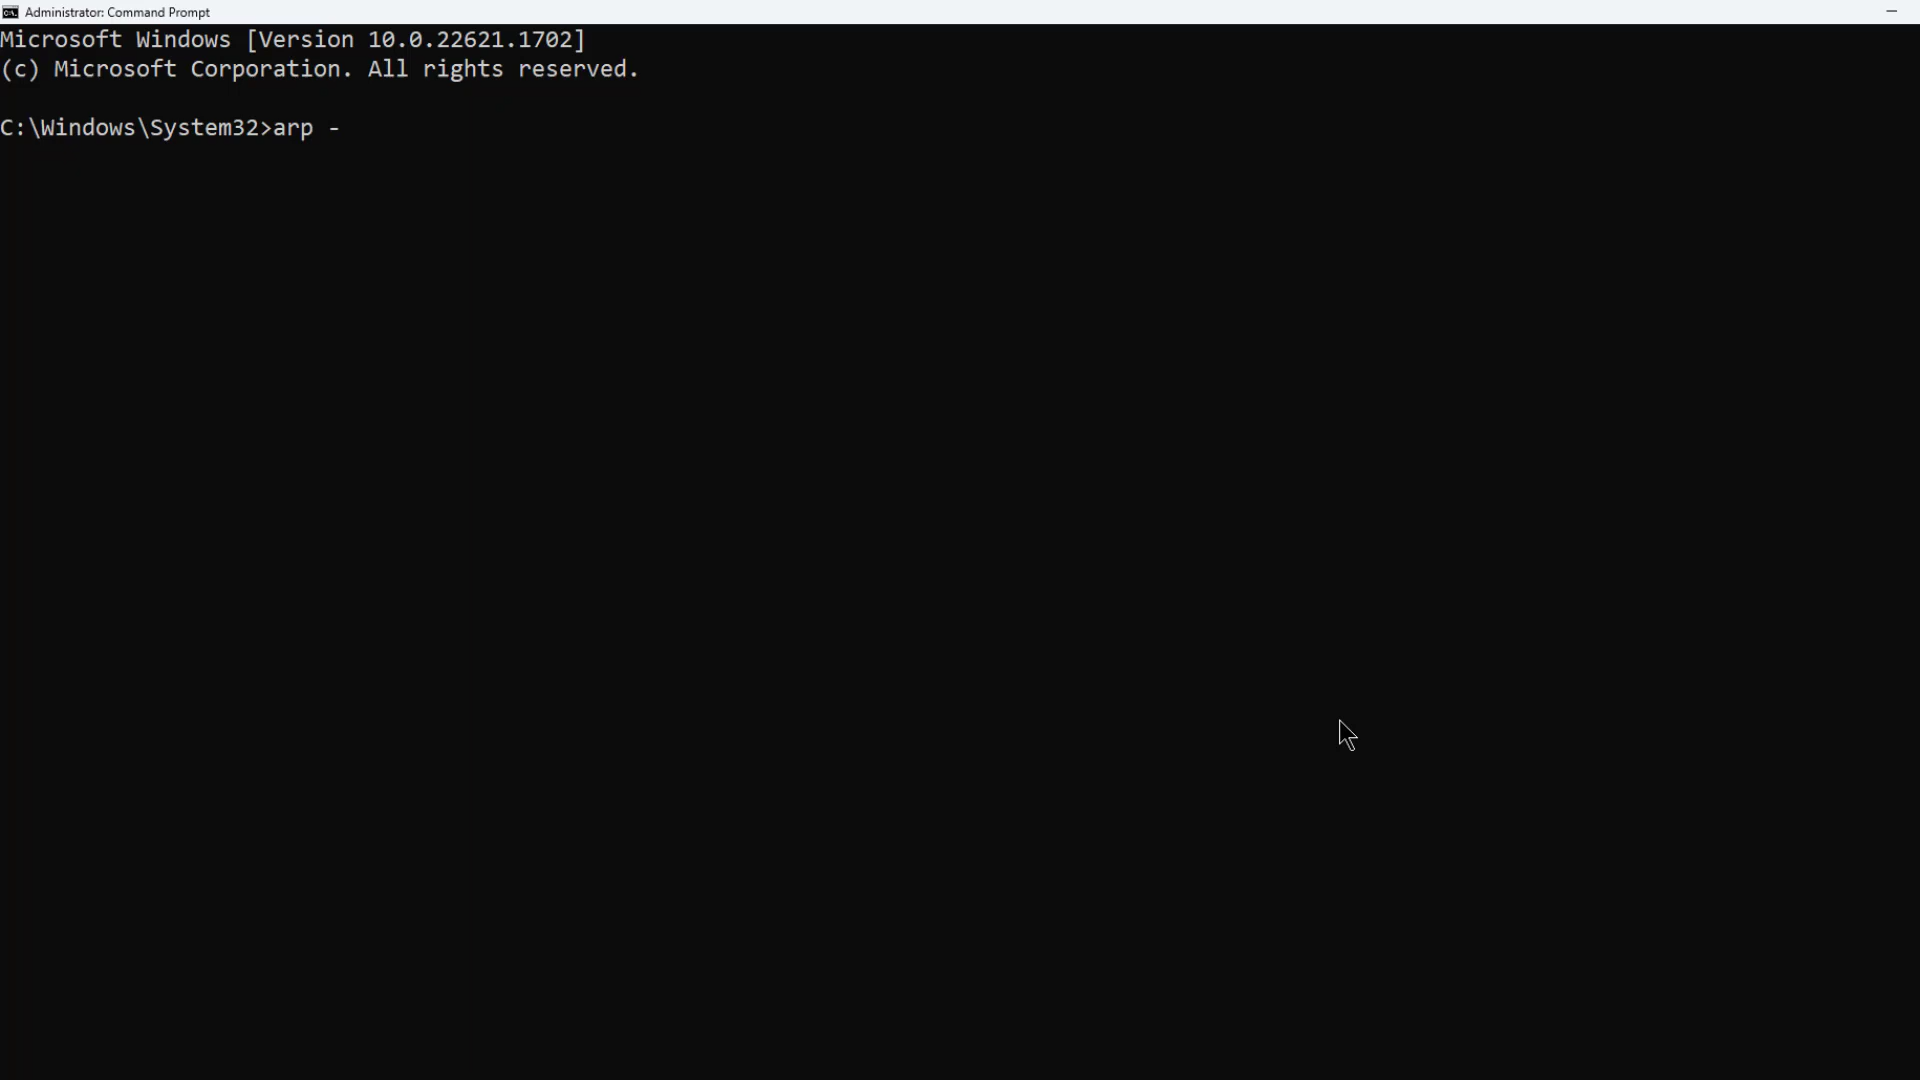 Administrator: Command Prompt
Microsoft Windows [Version 10.0.22621.1702]
(c) Microsoft Corporation. All rights reserved.
C:\Windows\System32>arp -